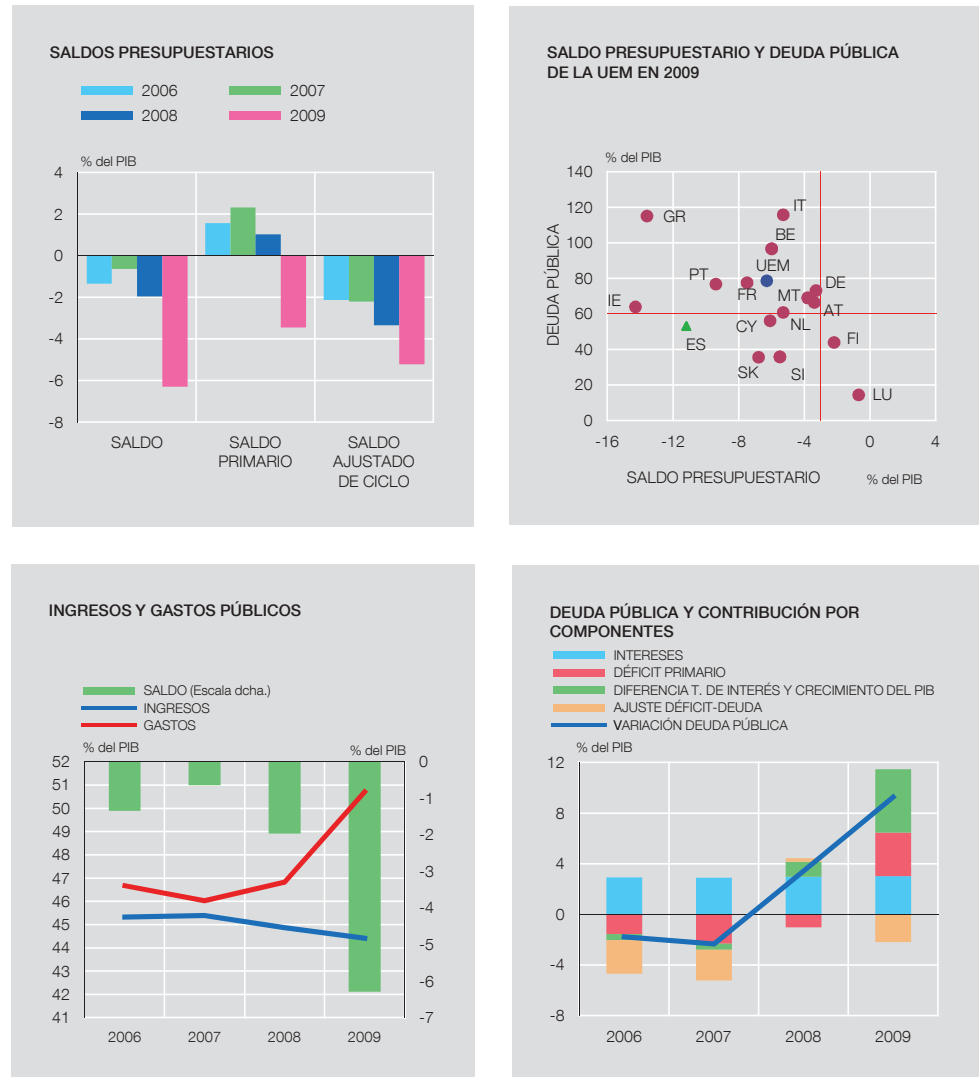 SALDOS PRESUPUESTARIOS
2006
2007
2008
2009
% del PIB
4
2
0
-2
-4
-6
-8
SALDO
SALDO
PRIMARIO
SALDO
AJUSTADO
DE CICLO
SALDO PRESUPUESTARIO Y DEUDA PÚBLICA
DE LA UEM EN 2009
% del PIB
DEUDA PÚBLICA
140
120
100
80
60
40
20
0
GR
IT
BE
UEM
PT
FR
MT
DE
AT
IE
ES
CY
NL
FI
SK
SI
LU
-16
-12
-8
-4
0
4
SALDO PRESUPUESTARIO
% del PIB
INGRESOS Y GASTOS PÚBLICOS
SALDO (Escala dcha.)
INGRESOS
GASTOS
% del PIB
% del PIB
52
51
50
49
48
47
46
45
44
43
42
41
0
-1
-2
-3
-4
-5
-6
-7
2006
2007
2008
2009
DEUDA PÚBLICA Y CONTRIBUCIÓN POR
COMPONENTES
INTERESES
DÉFICIT PRIMARIO
DIFERENCIA T. DE INTERÉS Y CRECIMIENTO DEL PIB
AJUSTE DÉFICIT-DEUDA
VARIACIÓN DEUDA PÚBLICA
% del PIB
12
8
4
0
-4
-8
2006
2007
2008
2009